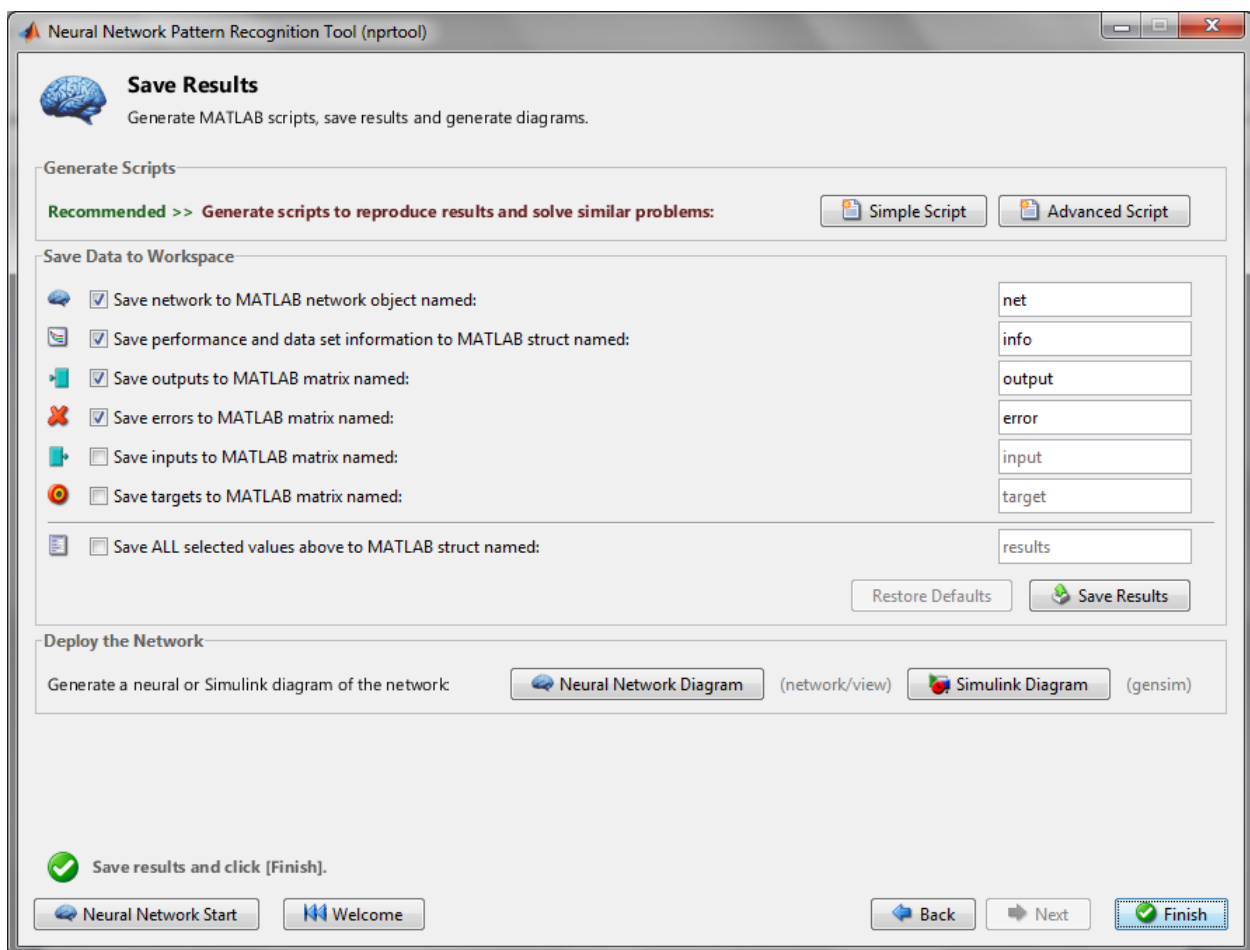 Neural Network Pattern Recognition Tool (nprtool)
Save Results
Generate MATLAB scripts, save results and generate diagrams.
Generate Scripts
Recommended >> Generate scripts to reproduce results and solve similar problems: Simple Script Advanced Script
Save Data to Workspace
Save network to MATLAB network object named: net
Save performance and data set information to MATLAB struct named: info
Save outputs to MATLAB matrix named: output
Save errors to MATLAB matrix named: error
Save inputs to MATLAB matrix named: input
Save targets to MATLAB matrix named: target
Save ALL selected values above to MATLAB struct named: results
Restore Defaults Save Results
Deploy the Network
Generate a neural or Simulink diagram of the network: Neural Network Diagram (network/view) Simulink Diagram (gensim)
Save results and click [Finish].
Neural Network Start Welcome Back Next Finish